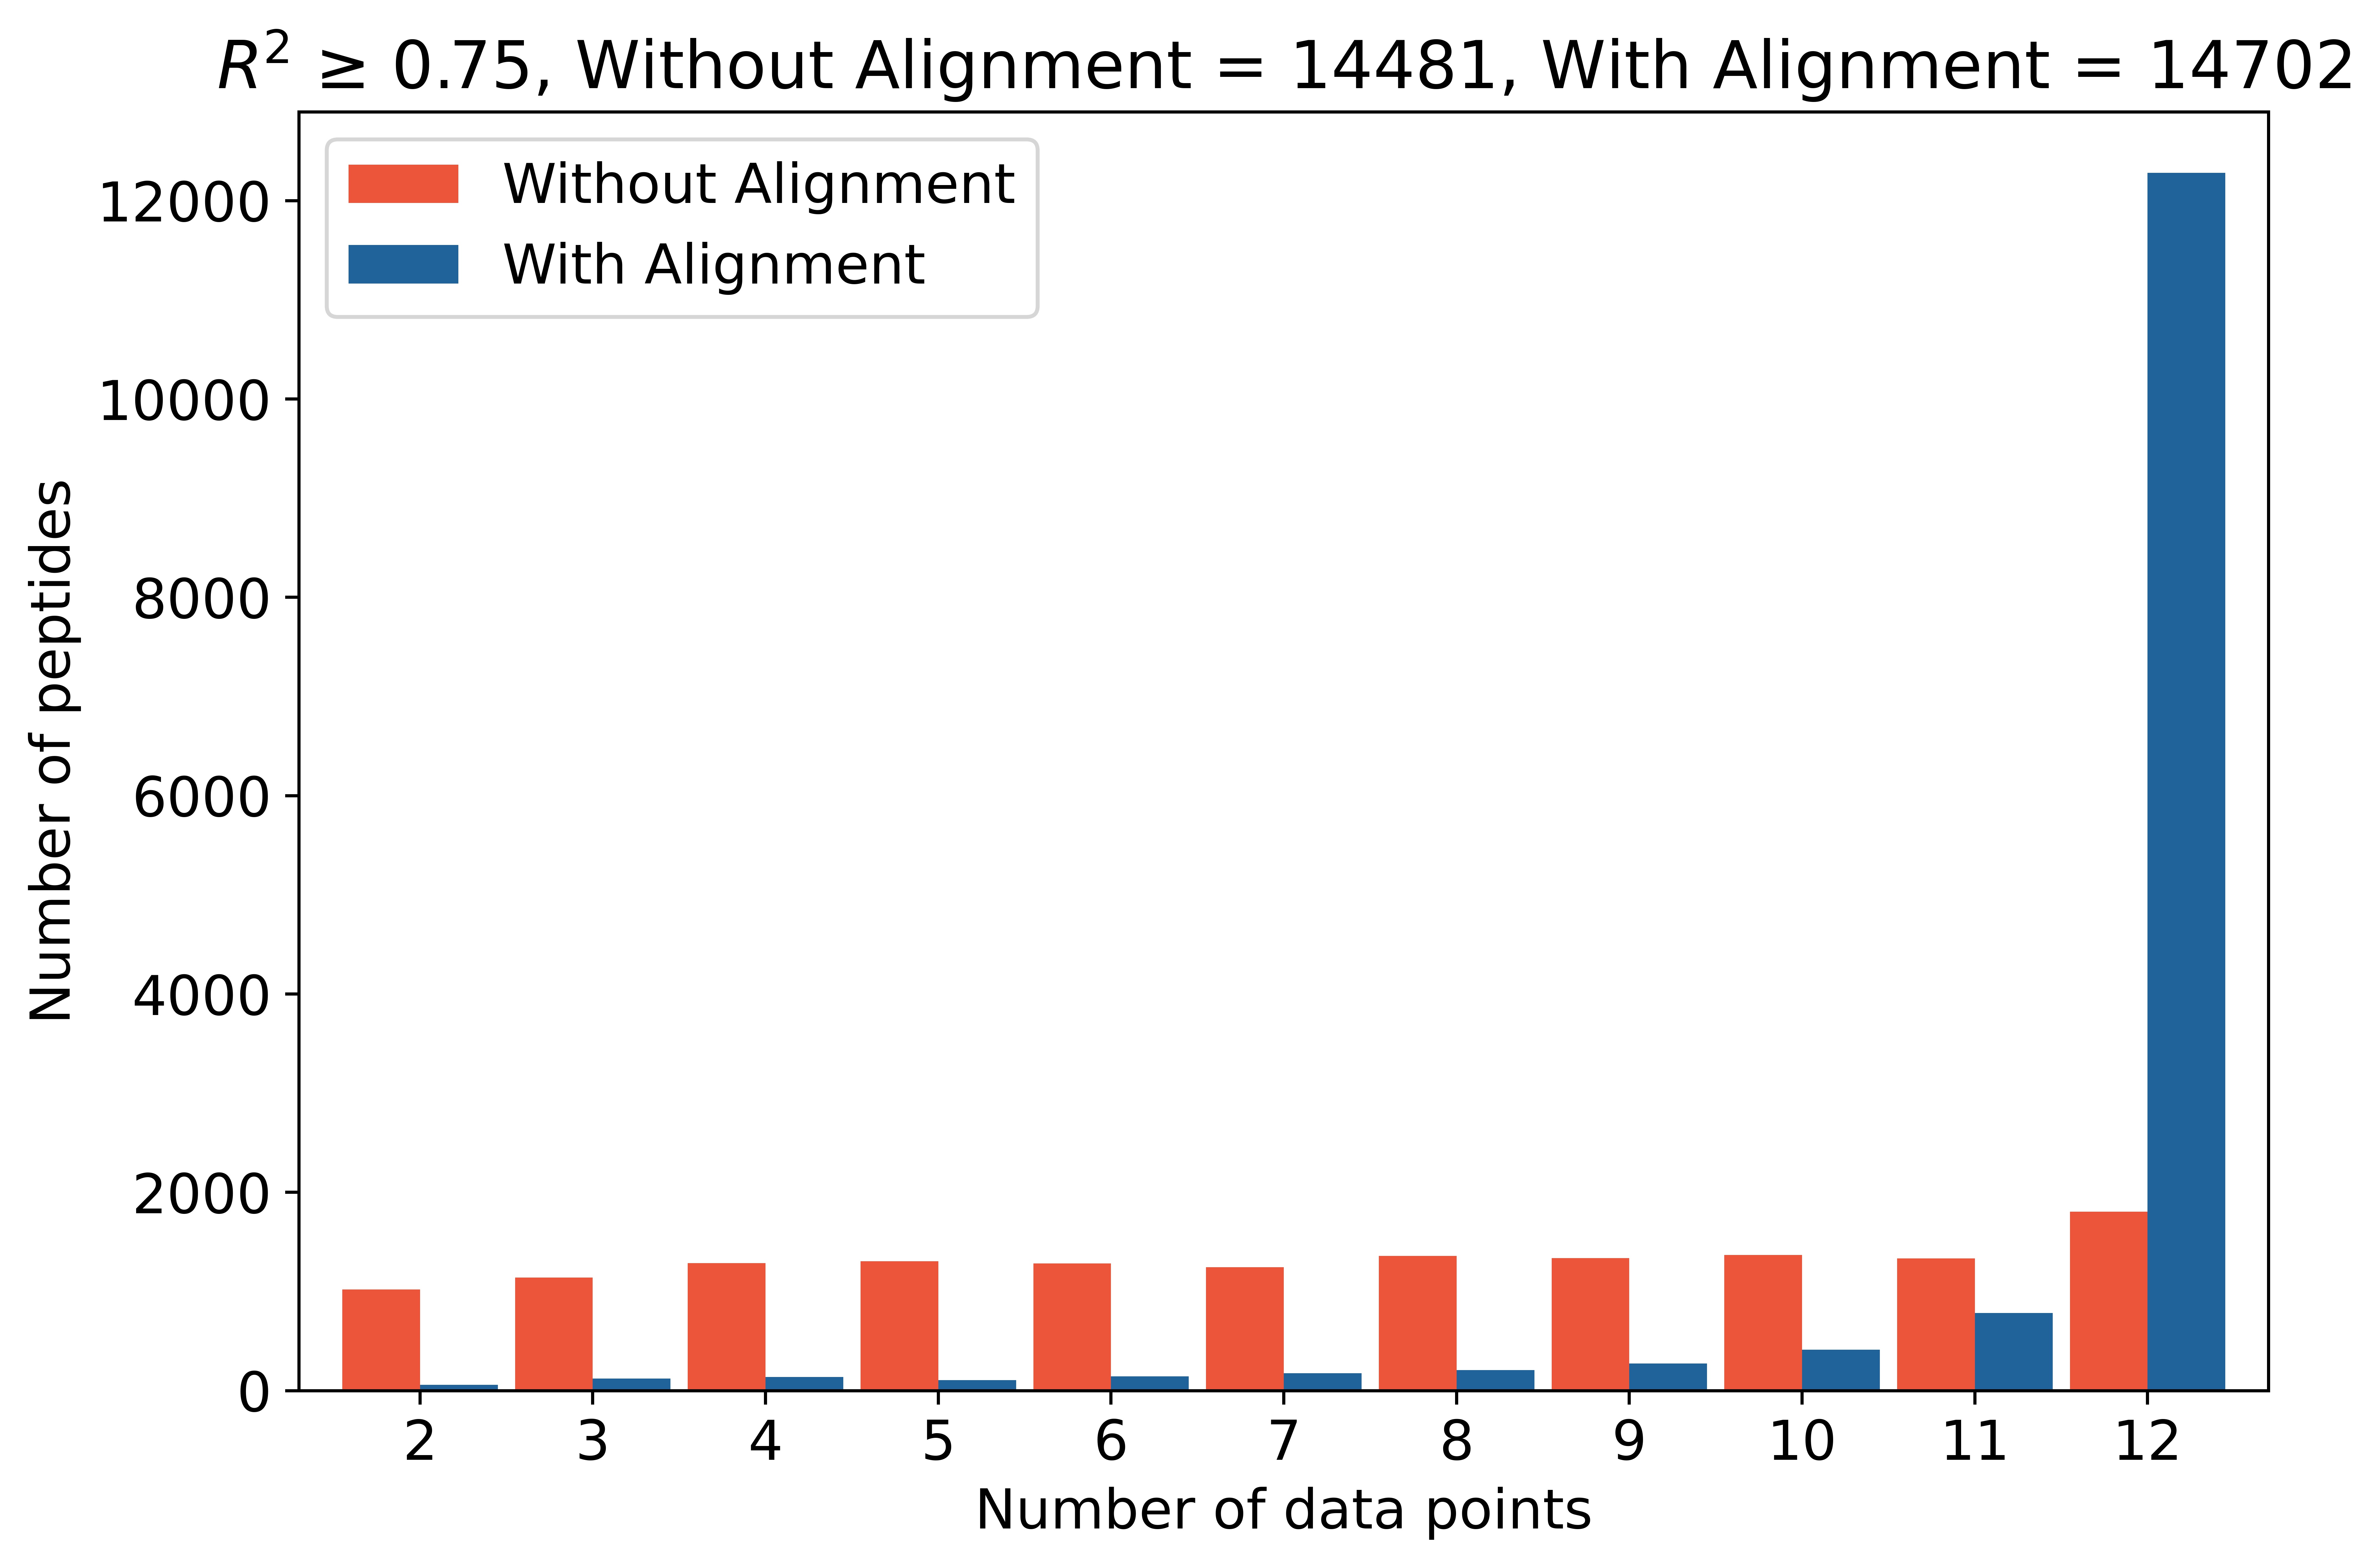 R² ≥ 0.75, Without Alignment = 14481, With Alignment = 14702
Without Alignment
With Alignment
12000
10000
8000
6000
4000
2000
0
Number of peptides
2 3 4 5 6 7 8 9 10 11 12
Number of data points